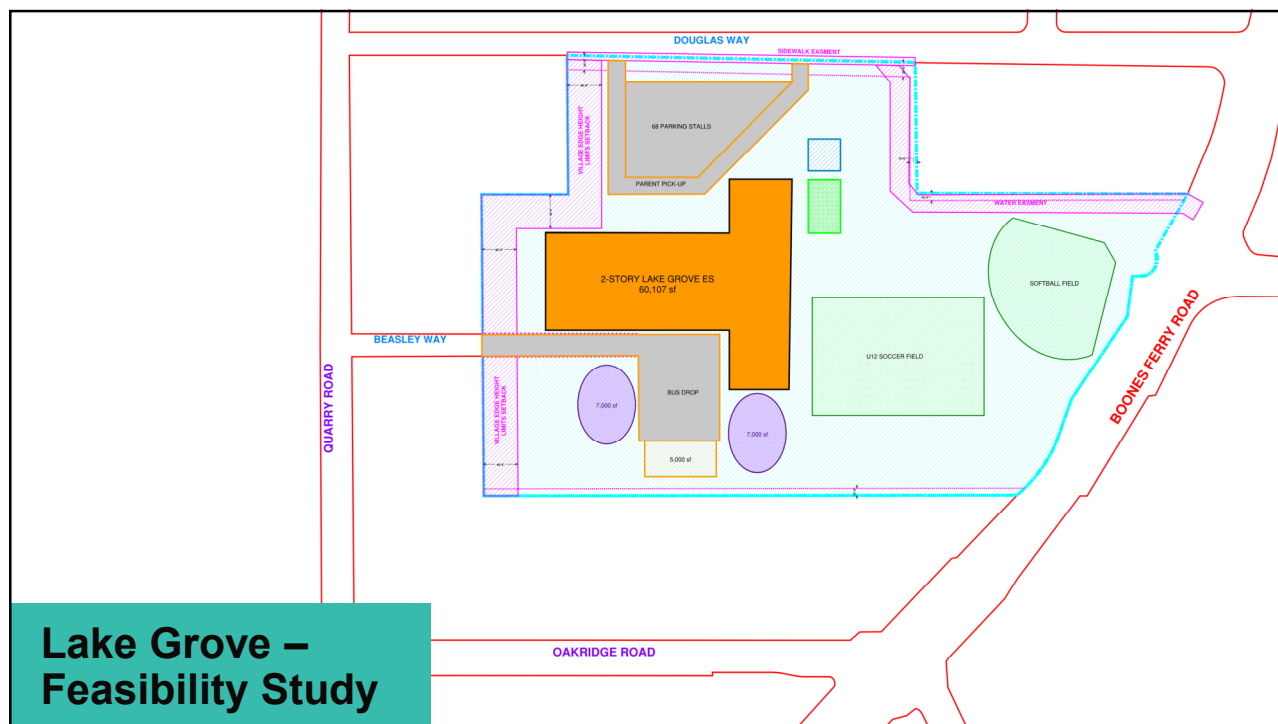 DOUGLAS WAY
SIDEWALK EASMENT
VILLAGE EDGE HEIGHT
LIMITS SETBACK
68 PARKING STALLS
PARENT PICK-UP
WATER EASMENT
2-STORY LAKE GROVE ES
60,107 sf
SOFTBALL FIELD
U12 SOCCER FIELD
BEASLEY WAY
QUARRY ROAD
BOONES FERRY ROAD
VILLAGE EDGE HEIGHT
LIMITS SETBACK
BUS DROP
7,000 sf
7,000 sf
5,000 sf
OAKRIDGE ROAD
Lake Grove –
Feasibility Study